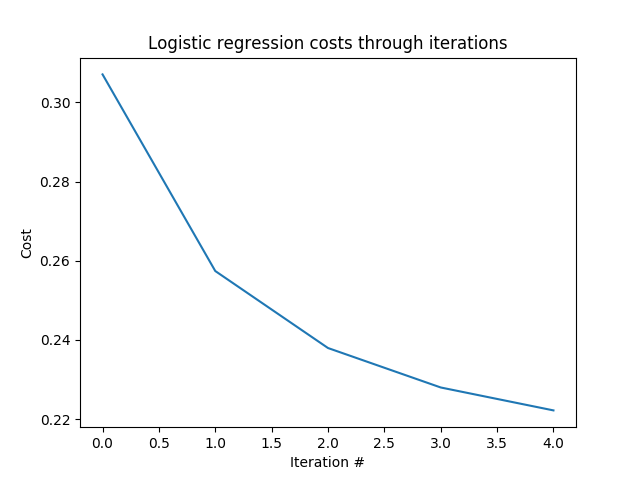 Logistic regression costs through iterations
0.30
0.28
0.26
0.24
0.22
Cost
0.0 0.5 1.0 1.5 2.0 2.5 3.0 3.5 4.0
Iteration #